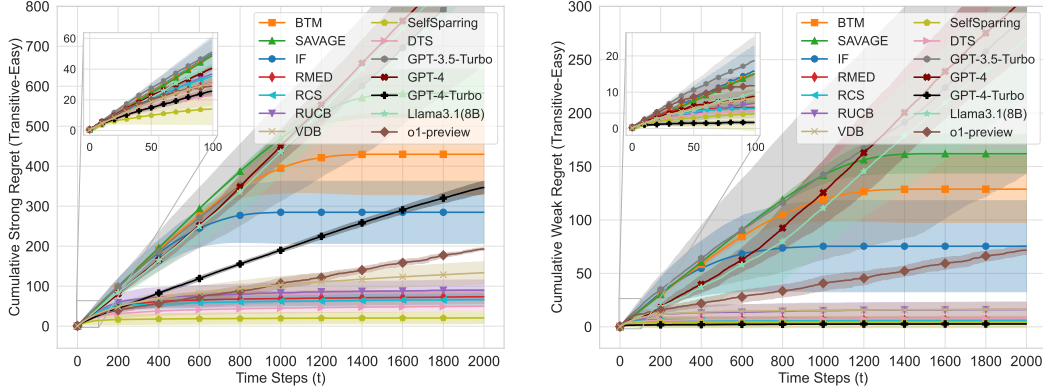 Cumulative Strong Regret (Transitive-Easy)
800
700
600
500
400
300
200
100
0
0 200 400 600 800 1000 1200 1400 1600 1800 2000
Time Steps (t)
60
40
20
0
0 50 100
BTM
SAVAGE
IF
RMED
RCS
RUCB
VDB
SelfSparring
DTS
GPT-3.5-Turbo
GPT-4
GPT-4-Turbo
Llama3.1(8B)
o1-preview
Cumulative Weak Regret (Transitive-Easy)
300
250
200
150
100
50
0
0 200 400 600 800 1000 1200 1400 1600 1800 2000
Time Steps (t)
20
10
0
0 50 100
BTM
SAVAGE
IF
RMED
RCS
RUCB
VDB
SelfSparring
DTS
GPT-3.5-Turbo
GPT-4
GPT-4-Turbo
Llama3.1(8B)
o1-preview